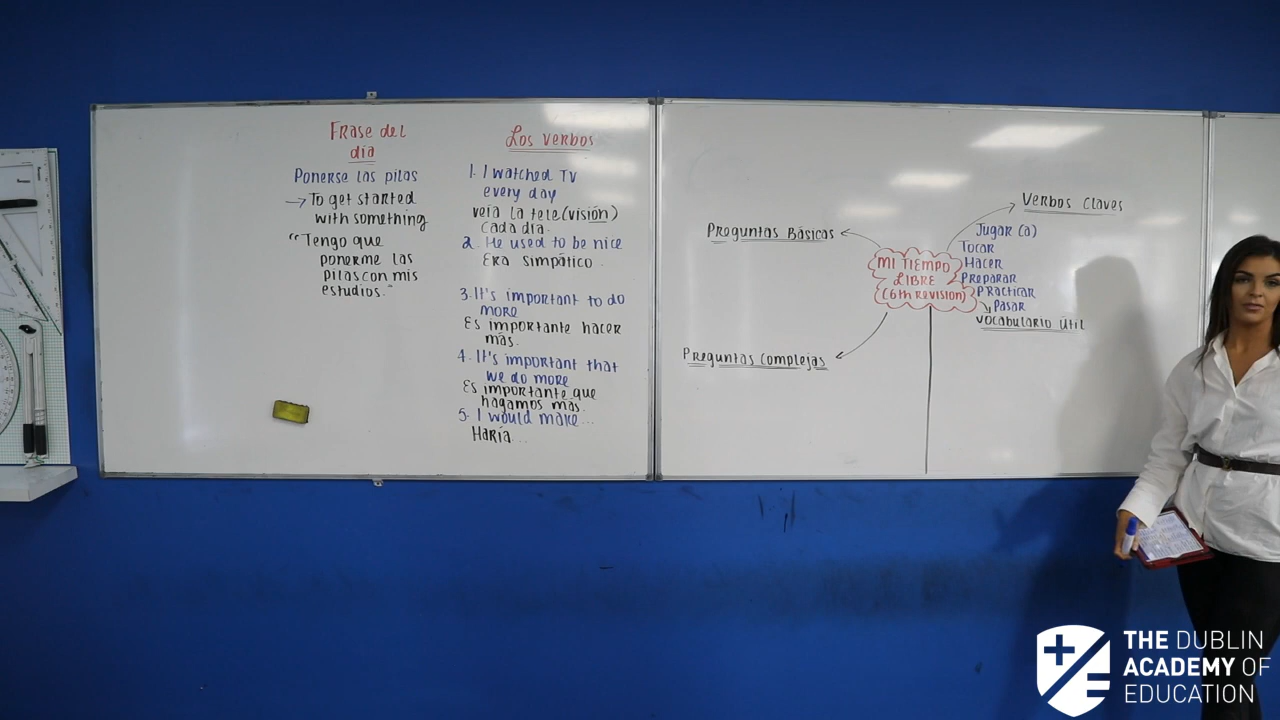 Frase del
día
Ponerse las pilas
→ To get started
with something
"Tengo que
ponerme las
pilas con mis
estudios."
Los verbos
1. I watched TV
every day
veía la tele(visión)
cada día.
2. He used to be nice
Era simpático.
3. It's important to do
more
Es importante hacer
más.
4. It's important that
we do more
Es importante que
hagamos más.
5. I would make...
Haría...
Preguntas Básicas
Preguntas Complejas
MI TIEMPO
LIBRE
(6th REVISION)
Verbos Claves
Jugar (a)
Tocar
Hacer
Preparar
Practicar
Pasar
Vocabulario Útil
THE DUBLIN
ACADEMY OF
EDUCATION